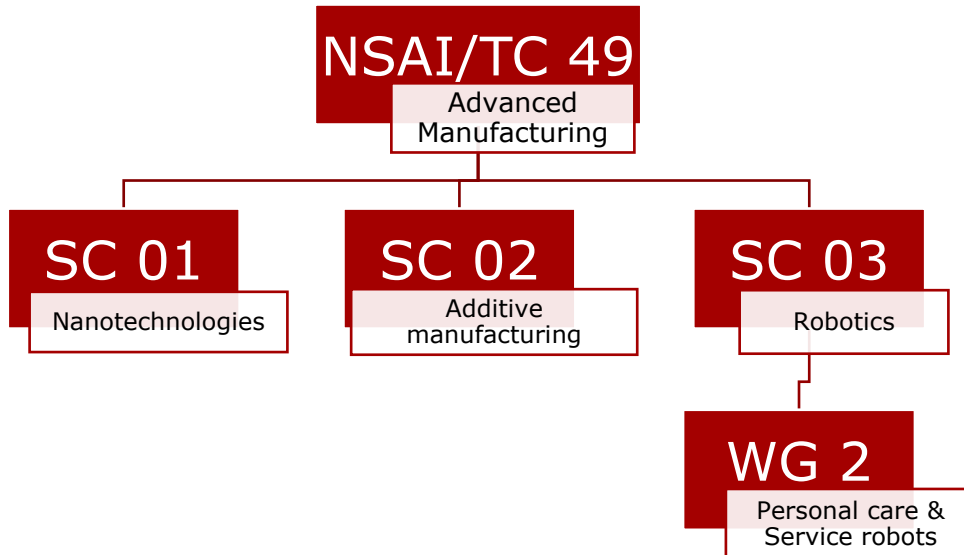 NSAI/TC 49
Advanced
Manufacturing
SC 01
Nanotechnologies
SC 02
Additive
manufacturing
SC 03
Robotics
WG 2
Personal care &
Service robots